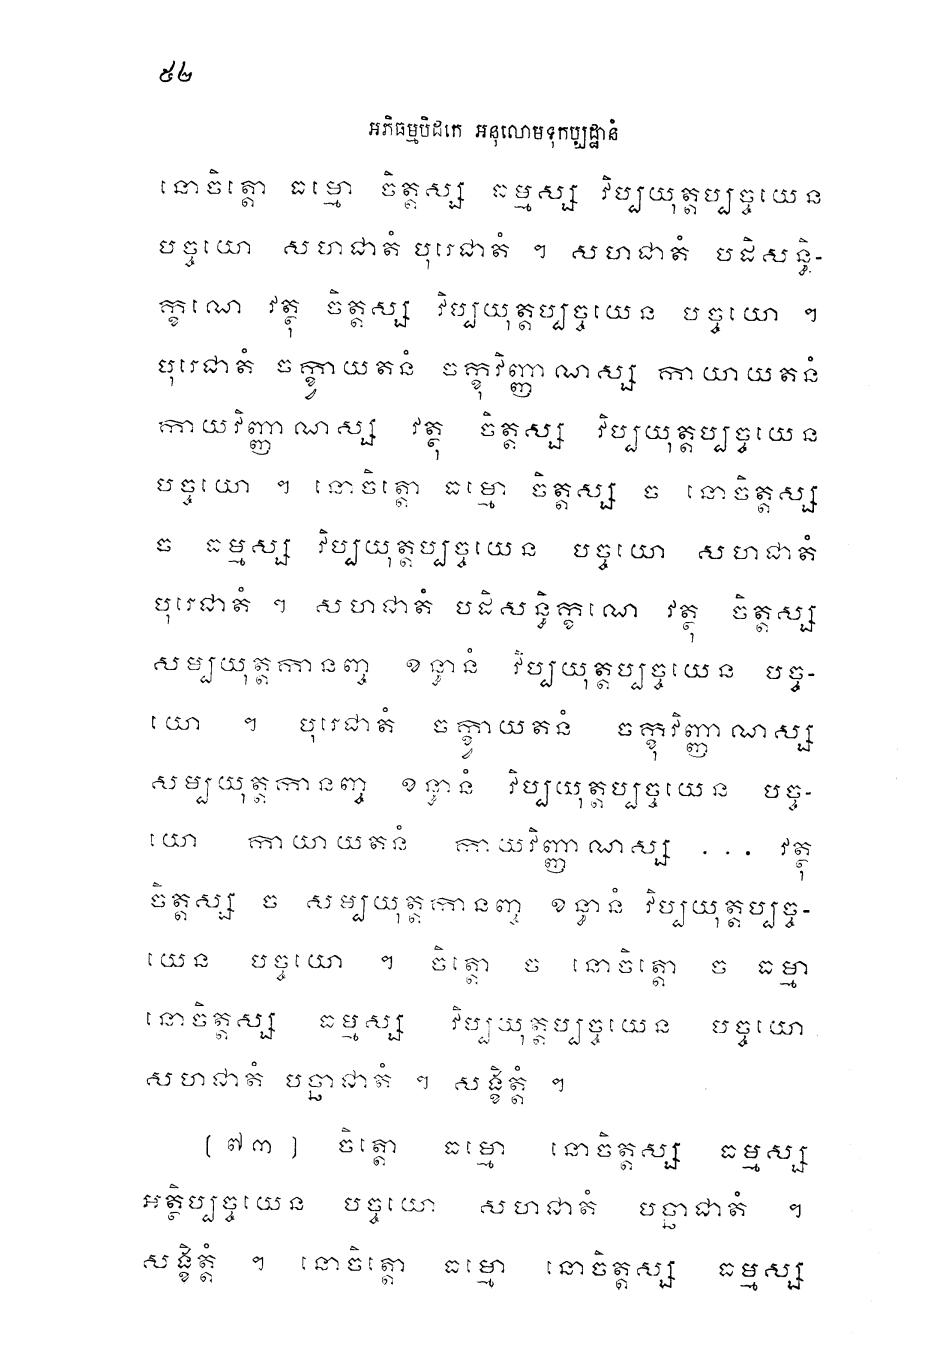 ៥២
អភិធម្មបិដកេ អនុលោមទុកប្បដ្ឋានំ
នោចិត្តោ ធម្មោ ចិត្តស្ស ធម្មស្ស វិប្បយុត្តប្បច្ចយេន
បច្ចយោ សហជាតំ បុរេជាតំ ។ សហជាតំ បដិសន្ធិ-
ក្ខណេ វត្ថុ ចិត្តស្ស វិប្បយុត្តប្បច្ចយេន បច្ចយោ ។
បុរេជាតំ ចក្ខ្វាយតនំ ចក្ខុវិញ្ញាណស្ស កាយាយតនំ
កាយវិញ្ញាណស្ស វត្ថុ ចិត្តស្ស វិប្បយុត្តប្បច្ចយេន
បច្ចយោ ។ នោចិត្តោ ធម្មោ ចិត្តស្ស ច នោចិត្តស្ស
ច ធម្មស្ស វិប្បយុត្តប្បច្ចយេន បច្ចយោ សហជាតំ
បុរេជាតំ ។ សហជាតំ បដិសន្ធិក្ខណេ វត្ថុ ចិត្តស្ស
សម្បយុត្តកានញ្ច ខន្ធានំ វិប្បយុត្តប្បច្ចយេន បច្ច-
យោ ។ បុរេជាតំ ចក្ខ្វាយតនំ ចក្ខុវិញ្ញាណស្ស
សម្បយុត្តកានញ្ច ខន្ធានំ វិប្បយុត្តប្បច្ចយេន បច្ច-
យោ កាយាយតនំ កាយវិញ្ញាណស្ស ... វត្ថុ
ចិត្តស្ស ច សម្បយុត្តកានញ្ច ខន្ធានំ វិប្បយុត្តប្បច្ច-
យេន បច្ចយោ ។ ចិត្តោ ច នោចិត្តោ ច ធម្មា
នោចិត្តស្ស ធម្មស្ស វិប្បយុត្តប្បច្ចយេន បច្ចយោ
សហជាតំ បច្ឆាជាតំ ។ សង្ខិត្តំ ។
[៧៣] ចិត្តោ ធម្មោ នោចិត្តស្ស ធម្មស្ស
អត្ថិប្បច្ចយេន បច្ចយោ សហជាតំ បច្ឆាជាតំ ។
សង្ខិត្តំ ។ នោចិត្តោ ធម្មោ នោចិត្តស្ស ធម្មស្ស